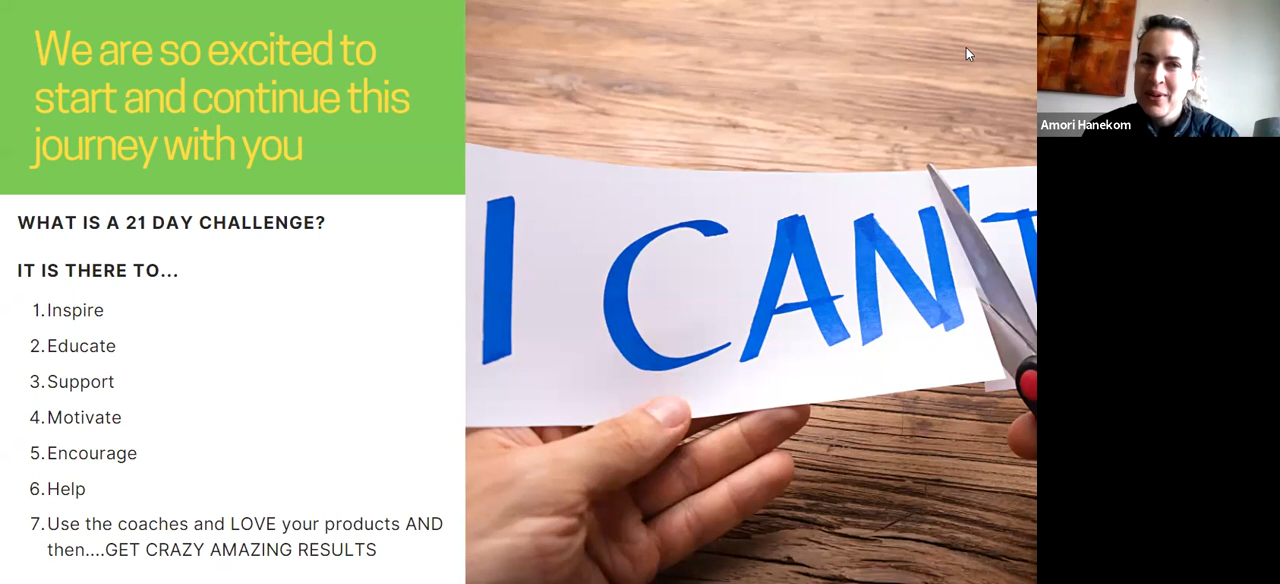 We are so excited to
start and continue this
journey with you
WHAT IS A 21 DAY CHALLENGE?
IT IS THERE TO...
1. Inspire
2. Educate
3. Support
4. Motivate
5. Encourage
6. Help
7. Use the coaches and LOVE your products AND
then....GET CRAZY AMAZING RESULTS
I CAN'T
Amori Hanekom